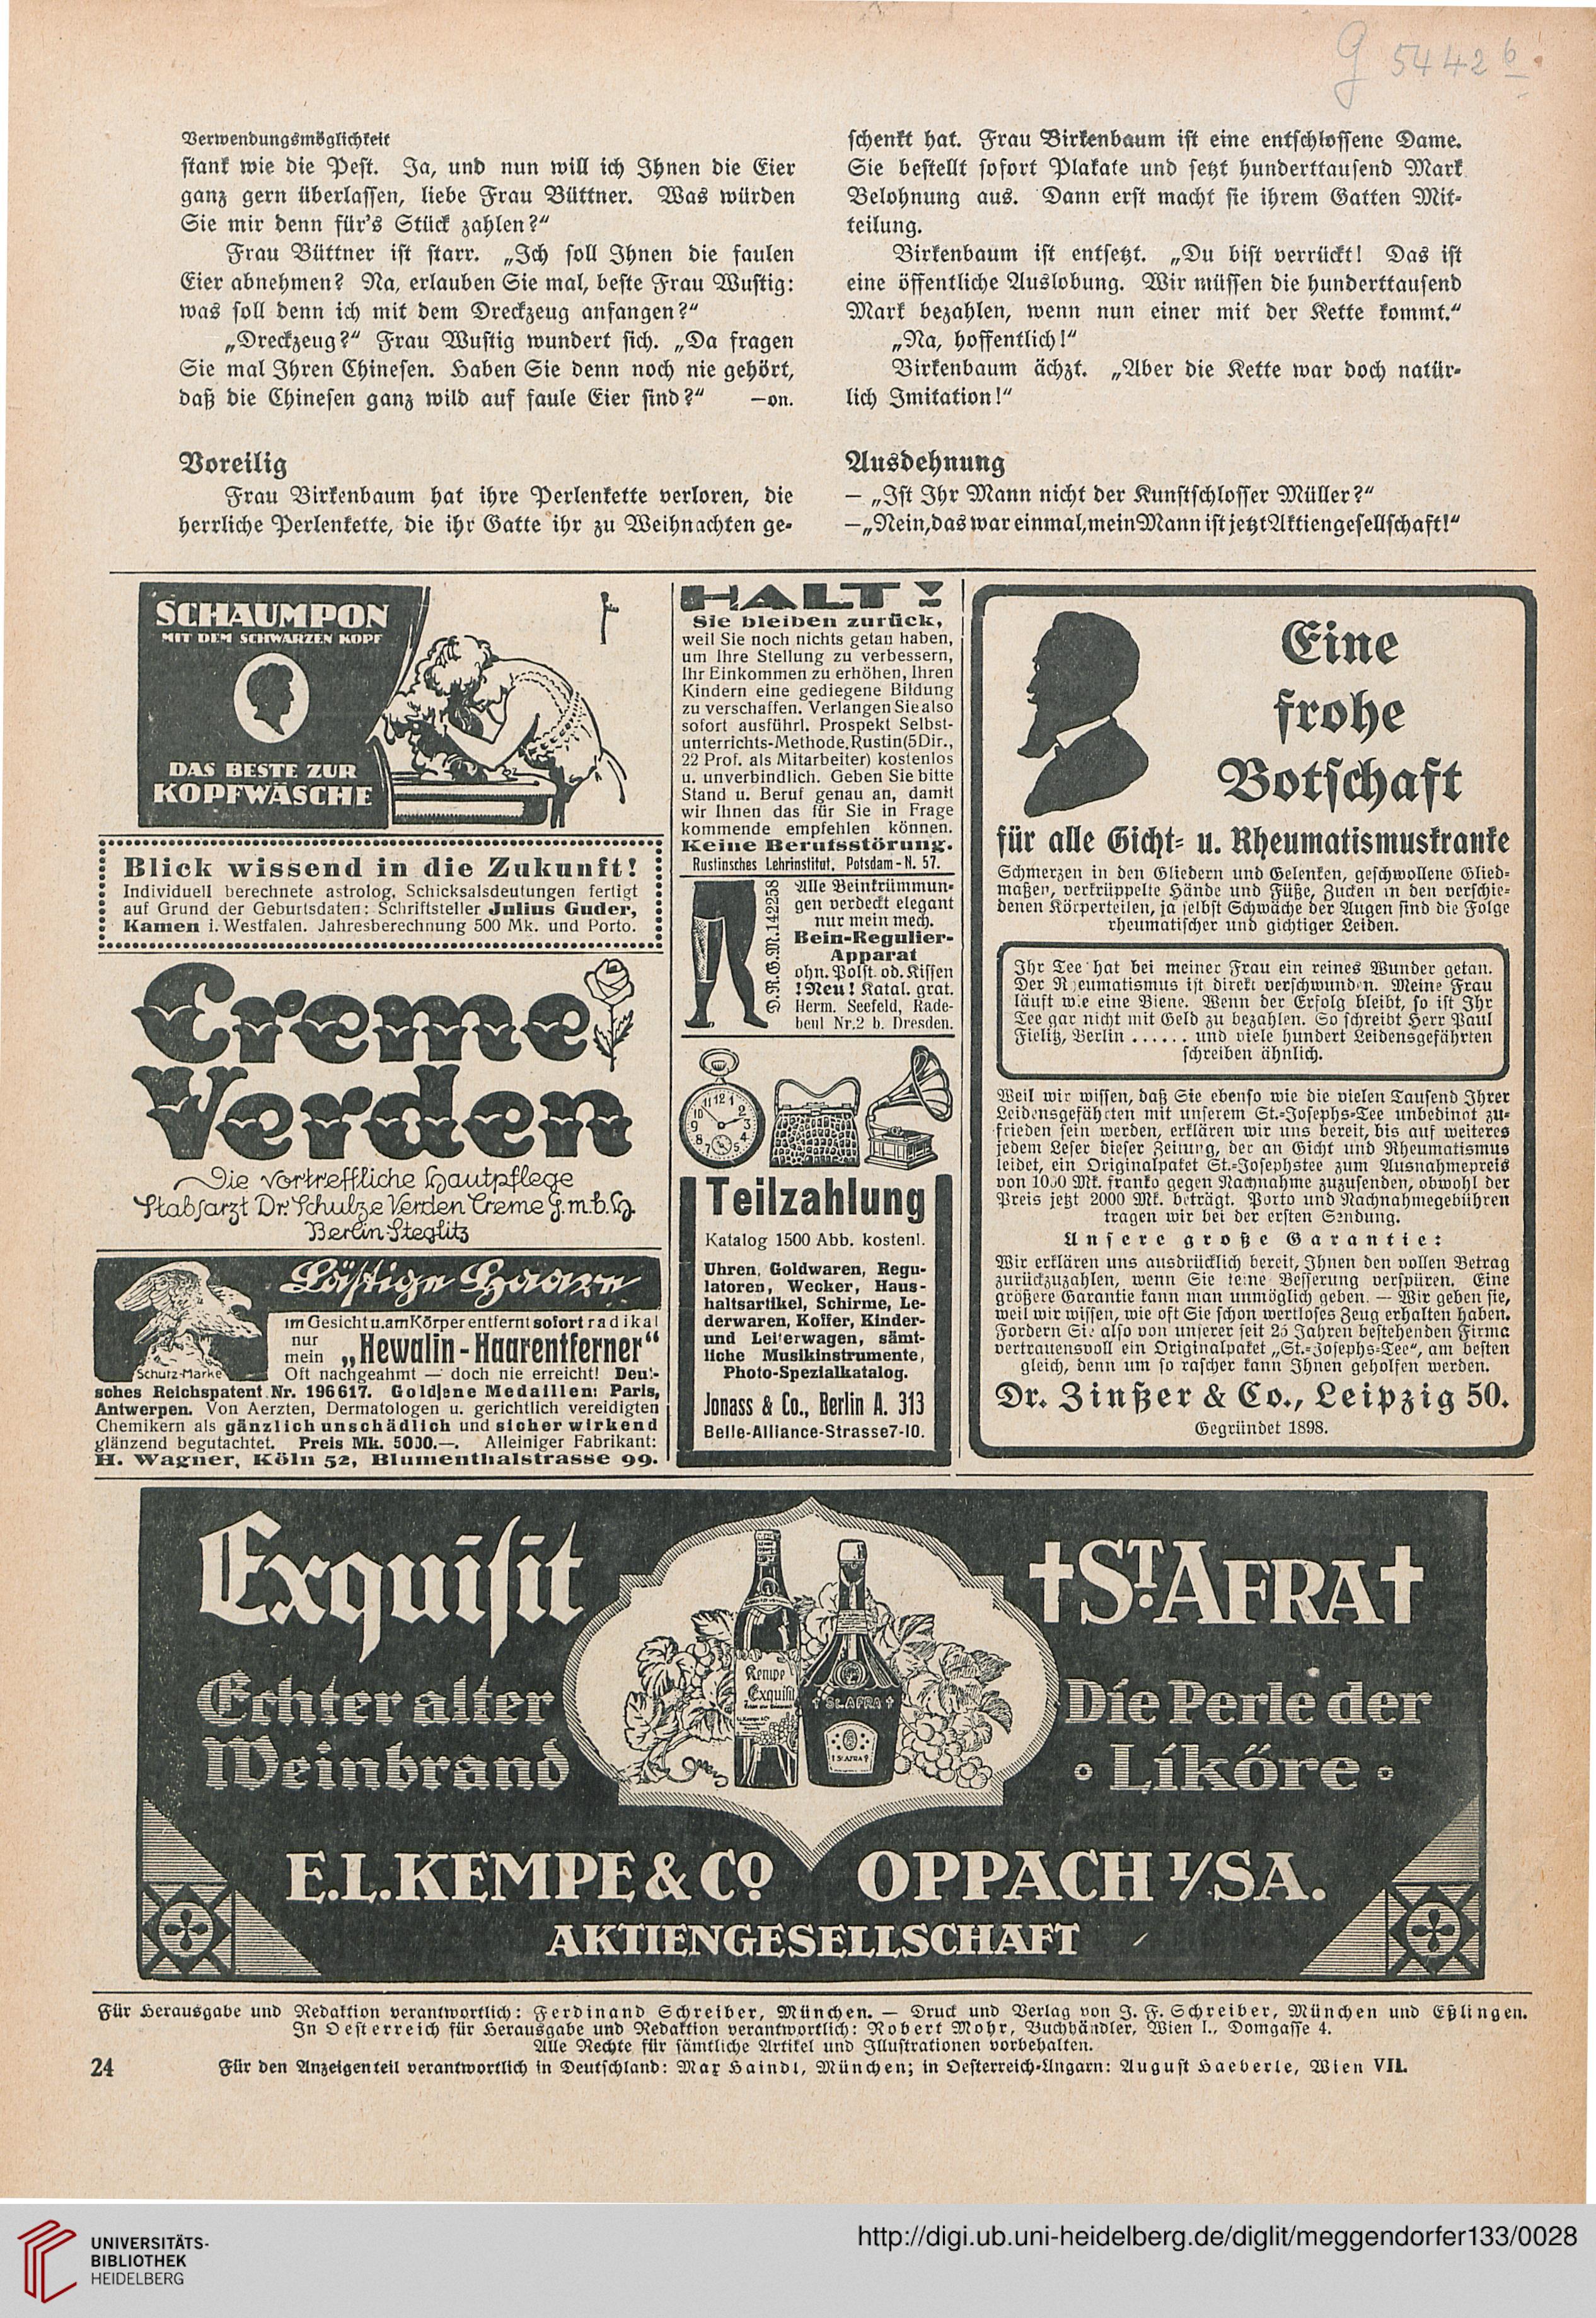 G 5442 b
Verwendungsmöglichkeit
stank wie die Pest. Ja, und nun will ich Ihnen die Eier
ganz gern überlassen, liebe Frau Büttner. Was würden
Sie mir denn für's Stück zahlen?“
Frau Büttner ist starr. „Ich soll Ihnen die faulen
Eier abnehmen? Na, erlauben Sie mal, beste Frau Wustig:
was soll denn ich mit dem Dreckzeug anfangen?“
„Dreckzeug?“ Frau Wustig wundert sich. „Da fragen
Sie mal Ihren Chinesen. Haben Sie denn noch nie gehört,
daß die Chinesen ganz wild auf faule Eier sind?“ —on.
Voreilig
Frau Birkenbaum hat ihre Perlenkette verloren, die
herrliche Perlenkette, die ihr Gatte ihr zu Weihnachten ge-
schenkt hat. Frau Birkenbaum ist eine entschlossene Dame.
Sie bestellt sofort Plakate und setzt hunderttausend Mark
Belohnung aus. Dann erst macht sie ihrem Gatten Mit-
teilung.
Birkenbaum ist entsetzt. „Du bist verrückt! Das ist
eine öffentliche Auslobung. Wir müssen die hunderttausend
Mark bezahlen, wenn nun einer mit der Kette kommt.“
„Na, hoffentlich!“
Birkenbaum ächzt. „Aber die Kette war doch natür-
lich Imitation!“
Ausdehnung
— „Ist Ihr Mann nicht der Kunstschlosser Müller?“
— „Nein, das war einmal, mein Mann ist jetzt Aktiengesellschaft!“
SCHAUMPON
MIT DEM SCHWARZEN KOPF
DAS BESTE ZUR
KOPFWÄSCHE
Blick wissend in die Zukunft!
Individuell berechnete astrolog. Schicksalsdeutungen fertigt
auf Grund der Geburtsdaten: Schriftsteller Julius Guder,
Kamen i. Westfalen. Jahresberechnung 500 Mk. und Porto.
Creme
Verden
Die vortreffliche Hautpflege
Stabsarzt Dr. Schulze Verden Creme G.m.b.H.
Berlin-Steglitz
Lästige Haare
im Gesicht u. am Körper entfernt sofort radikal
nur
mein „Hewalin-Haarentferner“
Schutz-Marke
Oft nachgeahmt — doch nie erreicht! Deut-
sches Reichspatent Nr. 196617. Goldene Medaillen: Paris,
Antwerpen. Von Aerzten, Dermatologen u. gerichtlich vereidigten
Chemikern als gänzlich unschädlich und sicher wirkend
glänzend begutachtet. Preis Mk. 5000.—. Alleiniger Fabrikant:
H. Wagner, Köln 52, Blumenthalstrasse 99.
HALT!
Sie bleiben zurück,
weil Sie noch nichts getan haben,
um Ihre Stellung zu verbessern,
Ihr Einkommen zu erhöhen, Ihren
Kindern eine gediegene Bildung
zu verschaffen. Verlangen Sie also
sofort ausführl. Prospekt Selbst-
unterrichts-Methode. Rustin (5 Dir.,
22 Prof. als Mitarbeiter) kostenlos
u. unverbindlich. Geben Sie bitte
Stand u. Beruf genau an, damit
wir Ihnen das für Sie in Frage
kommende empfehlen können.
Keine Berufsstörung.
Rustinsches Lehrinstitut, Potsdam-N. 57.
D.R.G.M. 142258
Alle Beinkrümmun-
gen verdeckt elegant
nur mein mech.
Bein-Regulier-
Apparat
ohn. Polst. od. Kissen
! Neu! Katal. grat.
Herm. Seefeld, Rade-
beul Nr. 2 b. Dresden.
Teilzahlung
Katalog 1500 Abb. kostenl.
Uhren, Goldwaren, Regu-
latoren, Wecker, Haus-
haltsartikel, Schirme, Le-
derwaren, Koffer, Kinder-
und Leiterwagen, sämt-
liche Musikinstrumente,
Photo-Spezialkatalog.
Jonass & Co., Berlin A. 313
Belle-Alliance-Strasse 7-10.
Eine
frohe
Botschaft
für alle Gicht- u. Rheumatismuskranke
Schmerzen in den Gliedern und Gelenken, geschwollene Glied-
maßen, verkrüppelte Hände und Füße, Zucken in den verschie-
denen Körperteilen, ja selbst Schwäche der Augen sind die Folge
rheumatischer und gichtiger Leiden.
Ihr Tee hat bei meiner Frau ein reines Wunder getan.
Der Rheumatismus ist direkt verschwunden. Meine Frau
läuft wie eine Biene. Wenn der Erfolg bleibt, so ist Ihr
Tee gar nicht mit Geld zu bezahlen. So schreibt Herr Paul
Fielitz, Berlin ...... und viele hundert Leidensgefährten
schreiben ähnlich.
Weil wir wissen, daß Sie ebenso wie die vielen Tausend Ihrer
Leidensgefährten mit unserem St.-Josephs-Tee unbedingt zu-
frieden sein werden, erklären wir uns bereit, bis auf weiteres
jedem Leser dieser Zeitung, der an Gicht und Rheumatismus
leidet, ein Originalpaket St.-Josephstee zum Ausnahmepreis
von 1000 Mk. franko gegen Nachnahme zuzusenden, obwohl der
Preis jetzt 2000 Mk. beträgt. Porto und Nachnahmegebühren
tragen wir bei der ersten Sendung.
Unsere große Garantie:
Wir erklären uns ausdrücklich bereit, Ihnen den vollen Betrag
zurückzuzahlen, wenn Sie keine Besserung verspüren. Eine
größere Garantie kann man unmöglich geben. — Wir geben sie,
weil wir wissen, wie oft Sie schon wertloses Zeug erhalten haben.
Fordern Sie also von unserer seit 25 Jahren bestehenden Firma
vertrauensvoll ein Originalpaket „St.-Josephs-Tee“, am besten
gleich, denn um so rascher kann Ihnen geholfen werden.
Dr. Zinßer & Co., Leipzig 50.
Gegründet 1898.
Exquisit
Echter alter
Weinbrand
Kempe
Exquisit
ST. AFRA
† ST. AFRA †
†ST. AFRA†
Die Perle der
Liköre
E.L. KEMPE & CO OPPACH I/SA.
AKTIENGESELLSCHAFT
Für Herausgabe und Redaktion verantwortlich: Ferdinand Schreiber, München. — Druck und Verlag von J. F. Schreiber, München und Eßlingen.
In Oesterreich für Herausgabe und Redaktion verantwortlich: Robert Mohr, Buchhändler, Wien I., Domgasse 4.
Alle Rechte für sämtliche Artikel und Illustrationen vorbehalten.
24 Für den Anzeigenteil verantwortlich in Deutschland: Max Haindl, München; in Oesterreich-Ungarn: August Haeberle, Wien VII.
UNIVERSITÄTS-
BIBLIOTHEK
HEIDELBERG
http://digi.ub.uni-heidelberg.de/diglit/meggendorfer133/0028